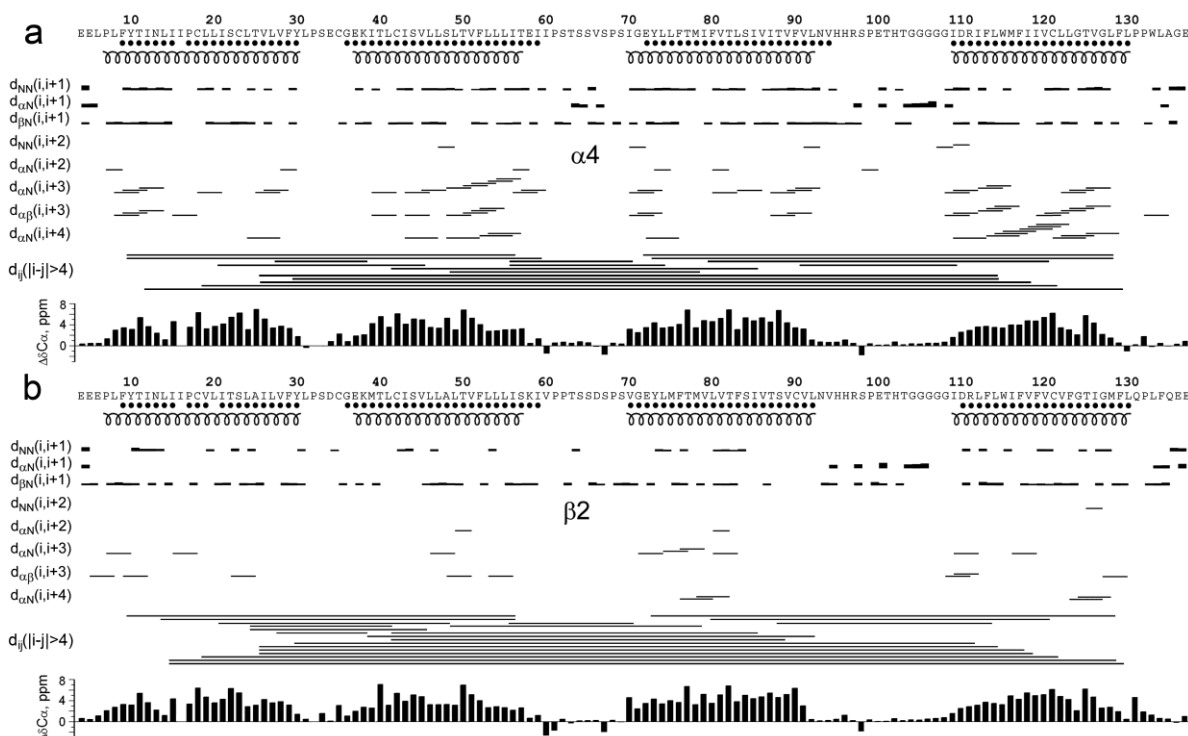 a
10 20 30 40 50 60 70 80 90 100 110 120 130
EELPLFYTINLIIPCLLISCLTVLVFYLPSECGEKITLCISVLLSLTVFLLLITEIIPSTSSVSPSIGEYLLFTMIFVTLSIVITVFVLNVHHRSPETHTGGGGGIDRIFLWMFIIVCLLGTVGLFLPPWLAGE
dNN(i,i+1)
dαN(i,i+1)
dβN(i,i+1)
dNN(i,i+2)
α4
dαN(i,i+2)
dαN(i,i+3)
dαβ(i,i+3)
dαN(i,i+4)
dij(|i-j|>4)
ΔδCα, ppm
8
4
0
b
10 20 30 40 50 60 70 80 90 100 110 120 130
EEEPLFYTINLIIPCVLITSLAILVFYLPSDCGEKMTLCISVLLALTVFLLLISKIVPPTSSDSPSVGEYLMFTMVLVTFSIVTSVCVLNVHHRSPETHTGGGGGIDRLFLWIFVFVCVFGTIGMFLQPLFQEE
dNN(i,i+1)
dαN(i,i+1)
dβN(i,i+1)
dNN(i,i+2)
β2
dαN(i,i+2)
dαN(i,i+3)
dαβ(i,i+3)
dαN(i,i+4)
dij(|i-j|>4)
ΔδCα, ppm
8
4
0